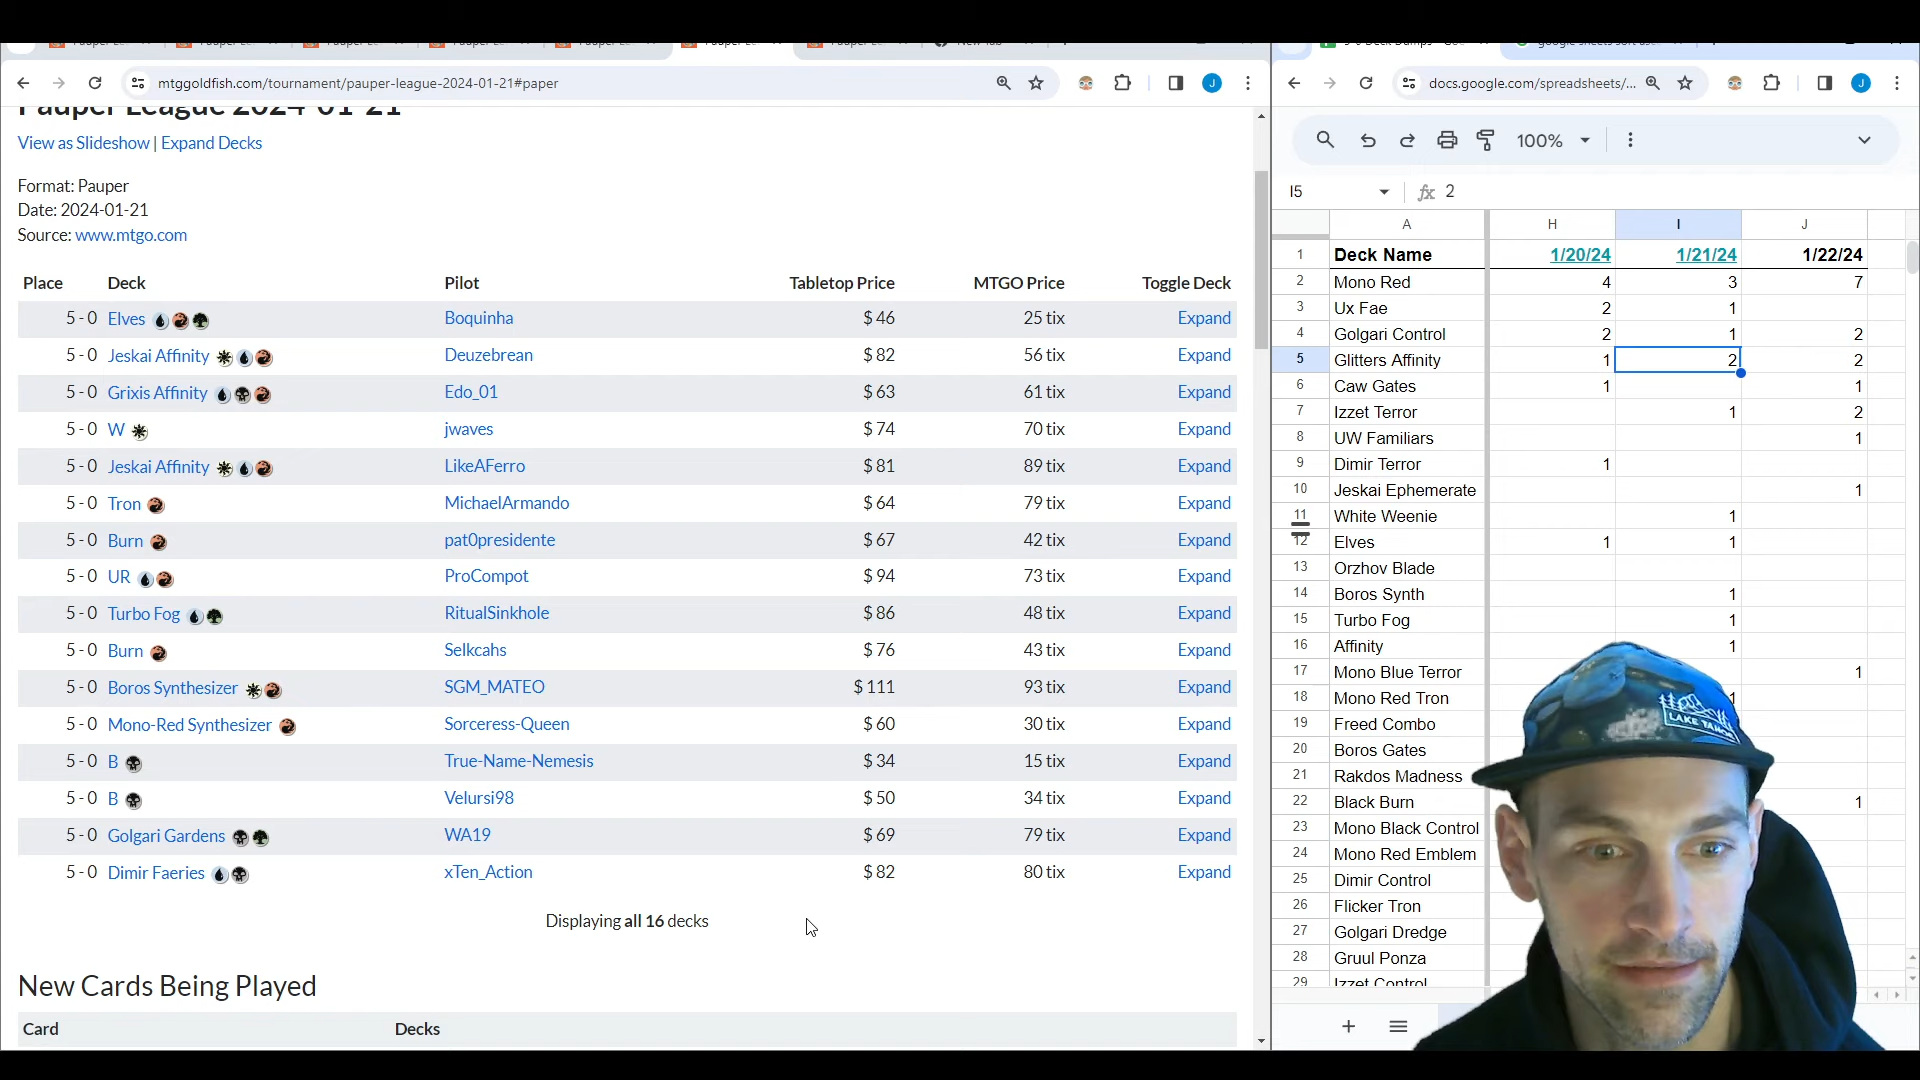 mtggoldfish.com/tournament/pauper-league-2024-01-21#paper
Pauper League 2024-01-21
View as Slideshow | Expand Decks
Format: Pauper
Date: 2024-01-21
Source: www.mtgo.com
Place Deck Pilot Tabletop Price MTGO Price Toggle Deck
5 - 0 Elves Boquinha $ 46 25 tix Expand
5 - 0 Jeskai Affinity Deuzebrean $ 82 56 tix Expand
5 - 0 Grixis Affinity Edo_01 $ 63 61 tix Expand
5 - 0 W jwaves $ 74 70 tix Expand
5 - 0 Jeskai Affinity LikeAFerro $ 81 89 tix Expand
5 - 0 Tron MichaelArmando $ 64 79 tix Expand
5 - 0 Burn pat0presidente $ 67 42 tix Expand
5 - 0 UR ProCompot $ 94 73 tix Expand
5 - 0 Turbo Fog RitualSinkhole $ 86 48 tix Expand
5 - 0 Burn Selkcahs $ 76 43 tix Expand
5 - 0 Boros Synthesizer SGM_MATEO $ 111 93 tix Expand
5 - 0 Mono-Red Synthesizer Sorceress-Queen $ 60 30 tix Expand
5 - 0 B True-Name-Nemesis $ 34 15 tix Expand
5 - 0 B Velursi98 $ 50 34 tix Expand
5 - 0 Golgari Gardens WA19 $ 69 79 tix Expand
5 - 0 Dimir Faeries xTen_Action $ 82 80 tix Expand
Displaying all 16 decks
New Cards Being Played
Card Decks
docs.google.com/spreadsheets/...
100%
I5 fx 2
A H I J
1 Deck Name 1/20/24 1/21/24 1/22/24
2 Mono Red 4 3 7
3 Ux Fae 2 1
4 Golgari Control 2 1 2
5 Glitters Affinity 1 2 2
6 Caw Gates 1 1
7 Izzet Terror 1 2
8 UW Familiars 1
9 Dimir Terror 1
10 Jeskai Ephemerate 1
11 White Weenie 1
12 Elves 1 1
13 Orzhov Blade
14 Boros Synth 1
15 Turbo Fog 1
16 Affinity 1
17 Mono Blue Terror 1
18 Mono Red Tron 1
19 Freed Combo
20 Boros Gates
21 Rakdos Madness
22 Black Burn 1
23 Mono Black Control
24 Mono Red Emblem
25 Dimir Control
26 Flicker Tron
27 Golgari Dredge
28 Gruul Ponza
29 Izzet Control
LAKE TAHOE